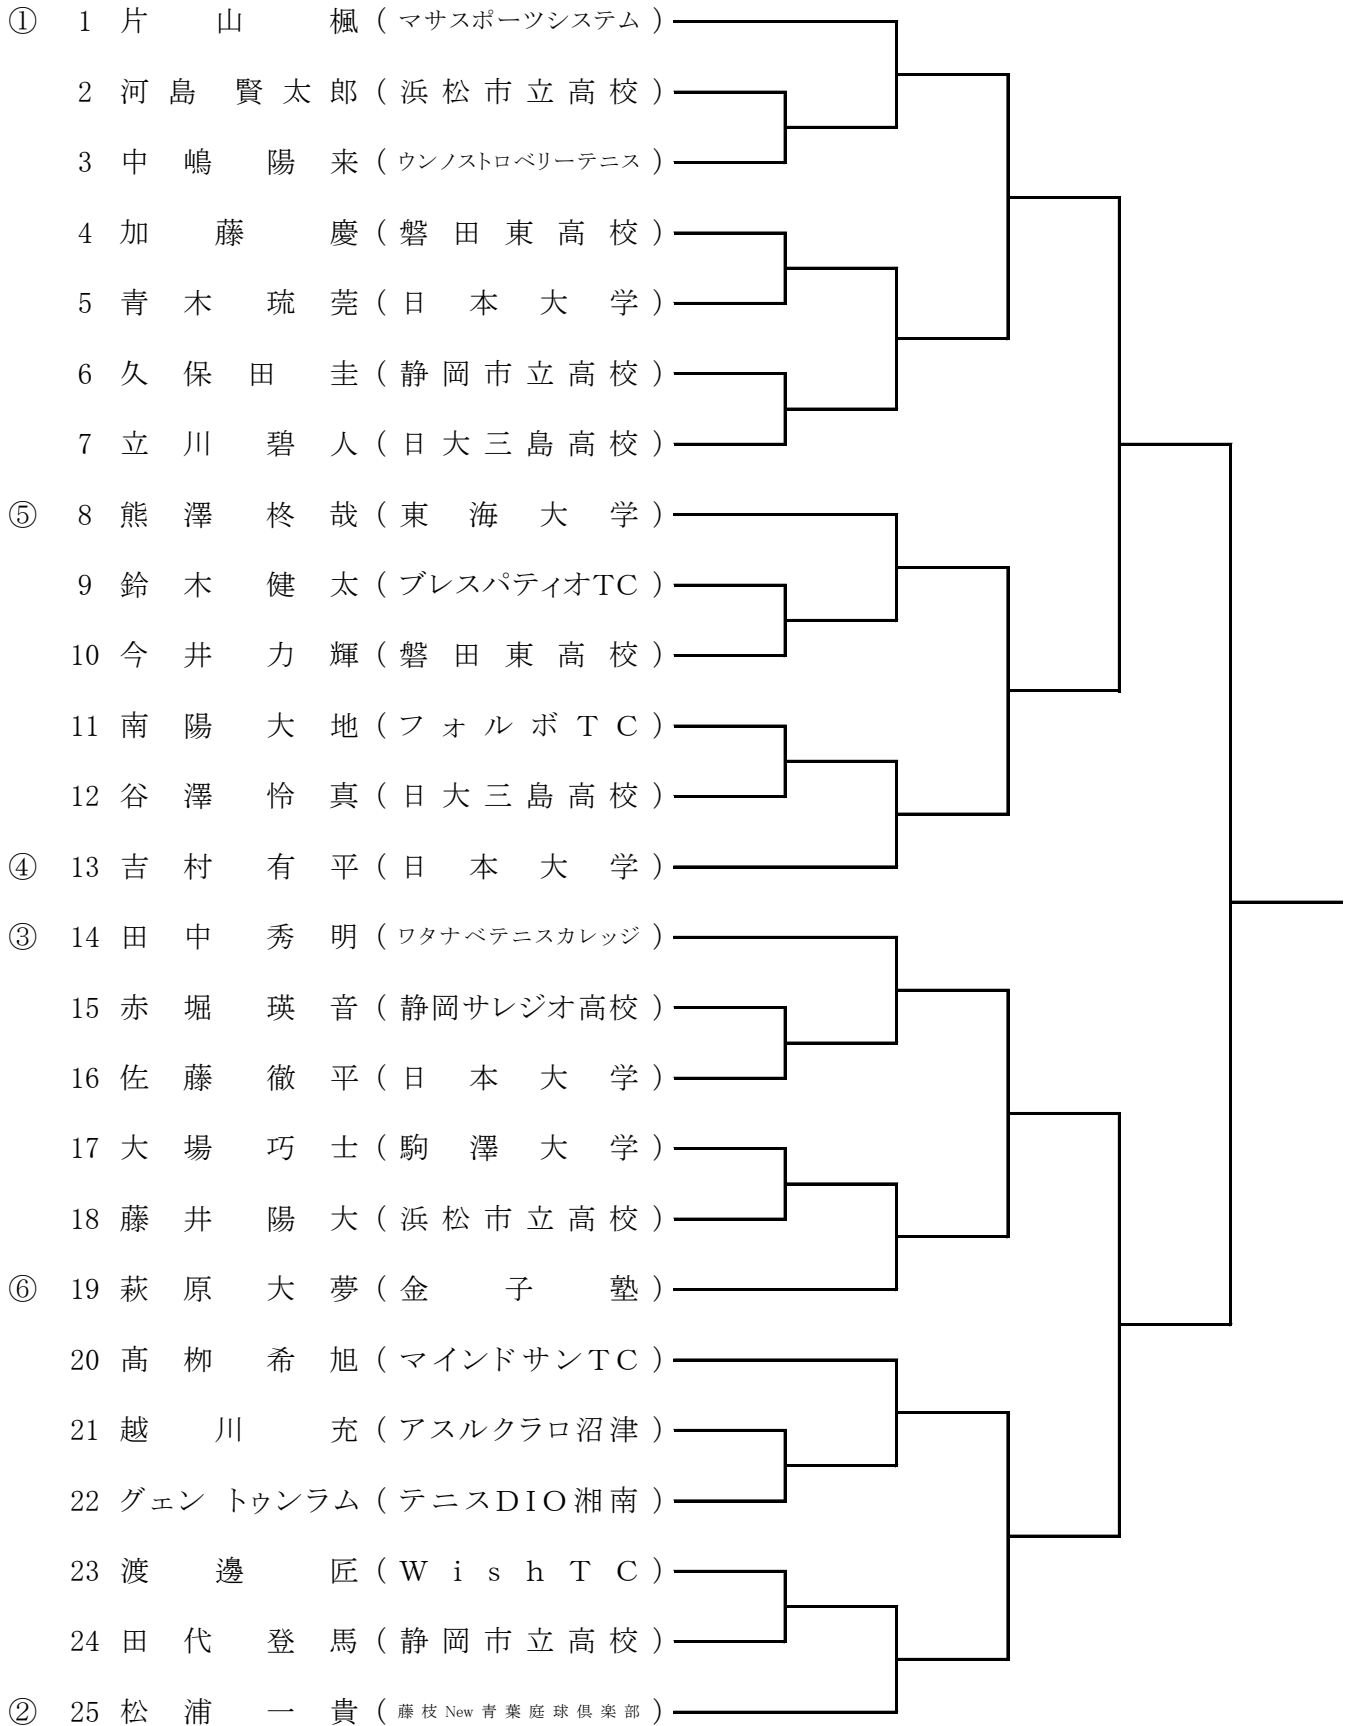 ① 1 片山楓 (マサスポーツシステム)
2 河島賢太郎 (浜松市立高校)
3 中嶋陽来 (ウンノストロベリーテニス)
4 加藤慶 (磐田東高校)
5 青木琉莞 (日本大学)
6 久保田圭 (静岡市立高校)
7 立川碧人 (日大三島高校)
⑤ 8 熊澤柊哉 (東海大学)
9 鈴木健太 (ブレスパティオTC)
10 今井力輝 (磐田東高校)
11 南陽大地 (フォルボTC)
12 谷澤怜真 (日大三島高校)
④ 13 吉村有平 (日本大学)
③ 14 田中秀明 (ワタナベテニスカレッジ)
15 赤堀瑛音 (静岡サレジオ高校)
16 佐藤徹平 (日本大学)
17 大場巧士 (駒澤大学)
18 藤井陽大 (浜松市立高校)
⑥ 19 萩原大夢 (金子塾)
20 髙栁希旭 (マインドサンTC)
21 越川充 (アスルクラロ沼津)
22 グェン トゥンラム (テニスDIO湘南)
23 渡邊匠 (WishTC)
24 田代登馬 (静岡市立高校)
② 25 松浦一貴 (藤枝New青葉庭球倶楽部)